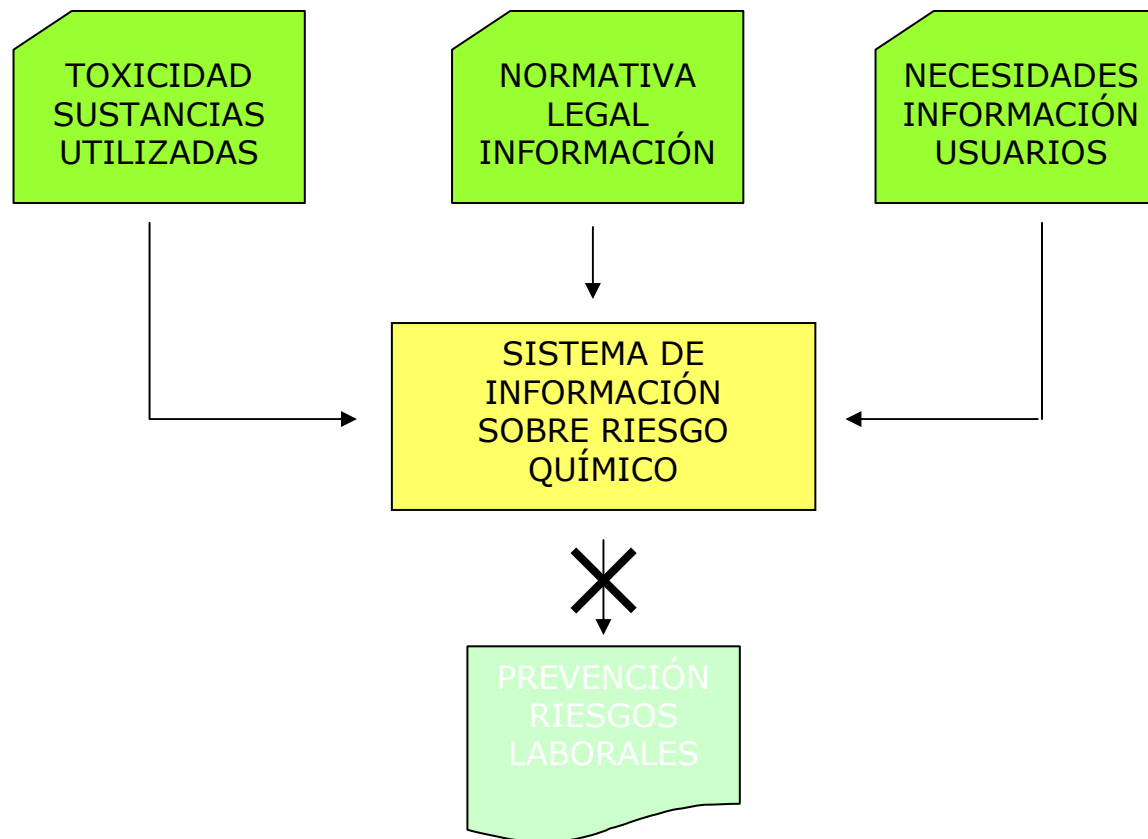 TOXICIDAD
SUSTANCIAS
UTILIZADAS
NORMATIVA
LEGAL
INFORMACIÓN
NECESIDADES
INFORMACIÓN
USUARIOS
SISTEMA DE
INFORMACIÓN
SOBRE RIESGO
QUÍMICO
PREVENCIÓN
RIESGOS
LABORALES